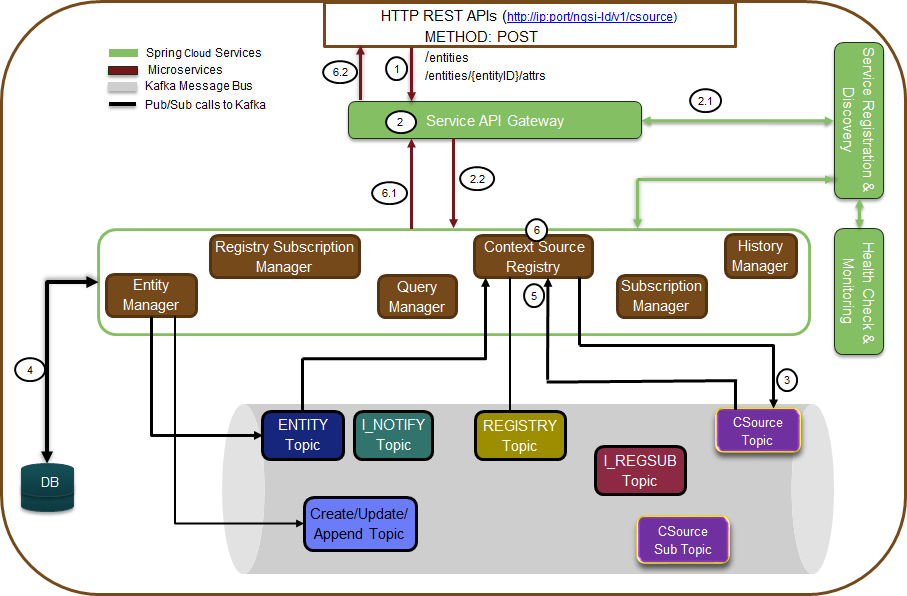 HTTP REST APIs (http://ip:port/ngsi-ld/v1/csource)
METHOD: POST
/entities
/entities/{entityID}/attrs
Spring Cloud Services
Microservices
Kafka Message Bus
Pub/Sub calls to Kafka
6.2
1
2
Service API Gateway
2.1
Service Registration &
Discovery
6.1
2.2
6
Registry Subscription
Manager
Context Source
Registry
History
Manager
Entity
Manager
Query
Manager
5
Subscription
Manager
Health Check &
Monitoring
4
3
ENTITY
Topic
I_NOTIFY
Topic
REGISTRY
Topic
CSource
Topic
I_REGSUB
Topic
DB
Create/Update/
Append Topic
CSource
Sub Topic